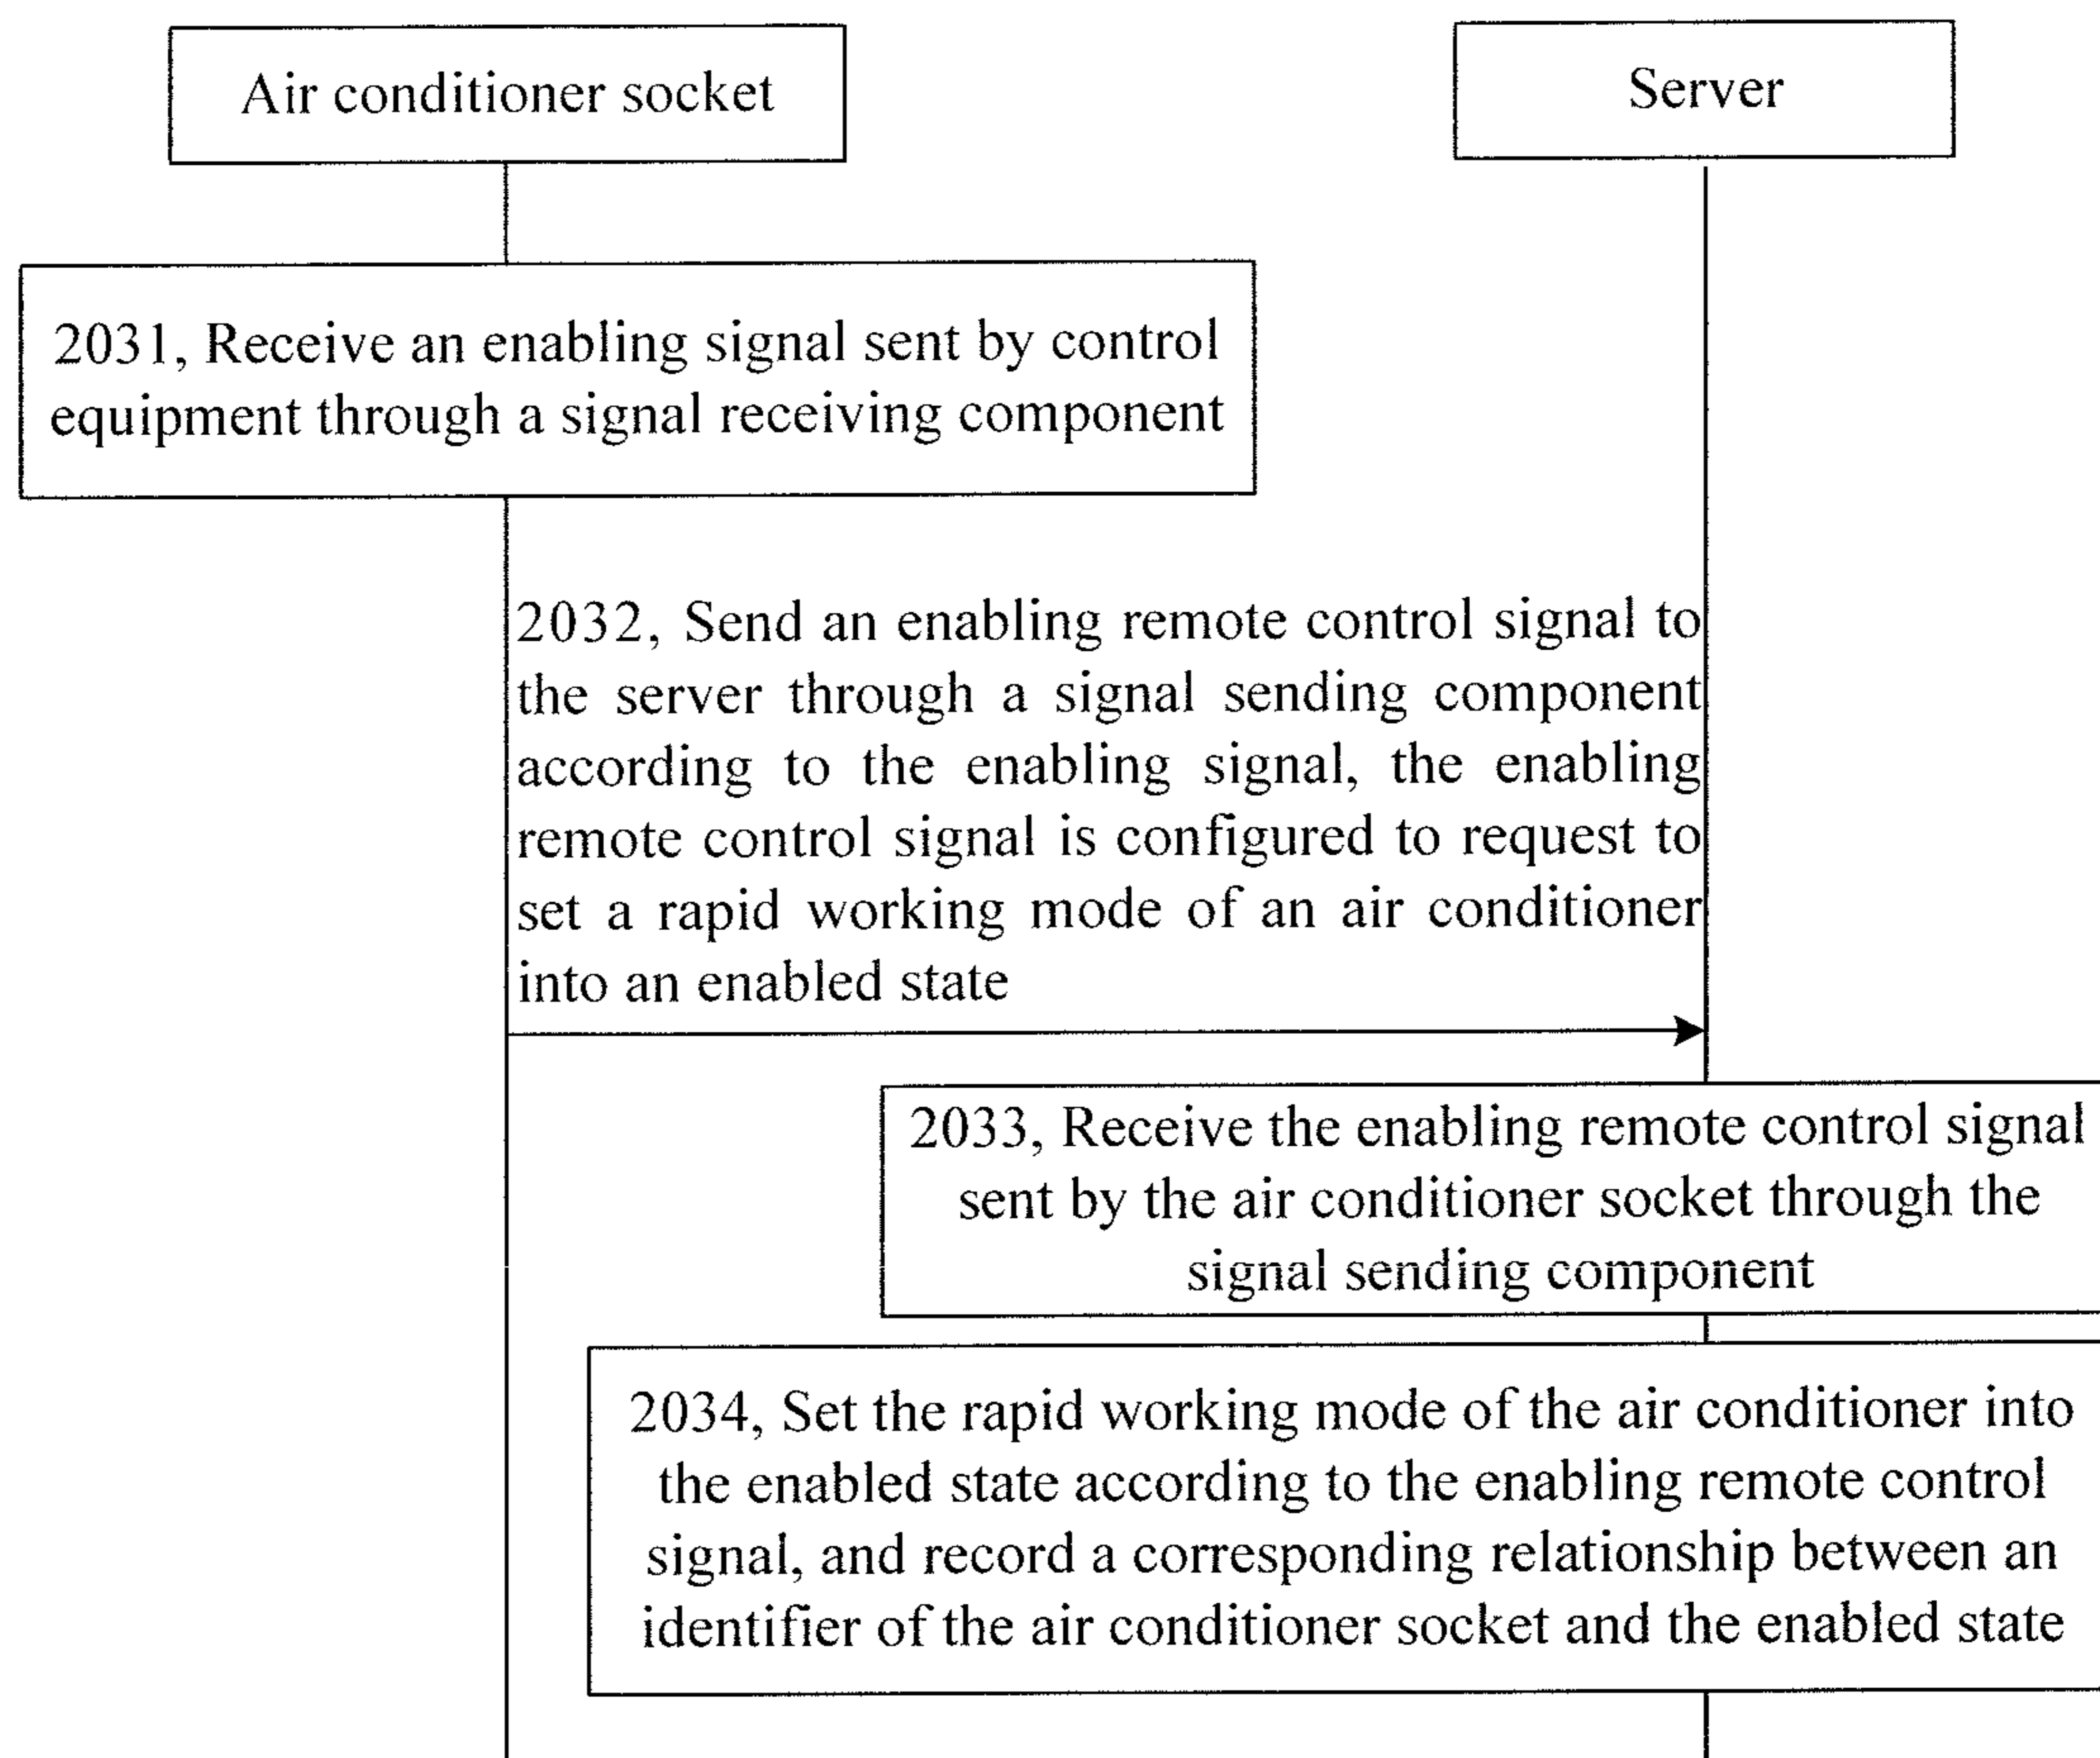 Air conditioner socket
Server
2031, Receive an enabling signal sent by control
equipment through a signal receiving component
2032, Send an enabling remote control signal to
the server through a signal sending component
according to the enabling signal, the enabling
remote control signal is configured to request to
set a rapid working mode of an air conditioner
into an enabled state
2033, Receive the enabling remote control signal
sent by the air conditioner socket through the
signal sending component
2034, Set the rapid working mode of the air conditioner into
the enabled state according to the enabling remote control
signal, and record a corresponding relationship between an
identifier of the air conditioner socket and the enabled state